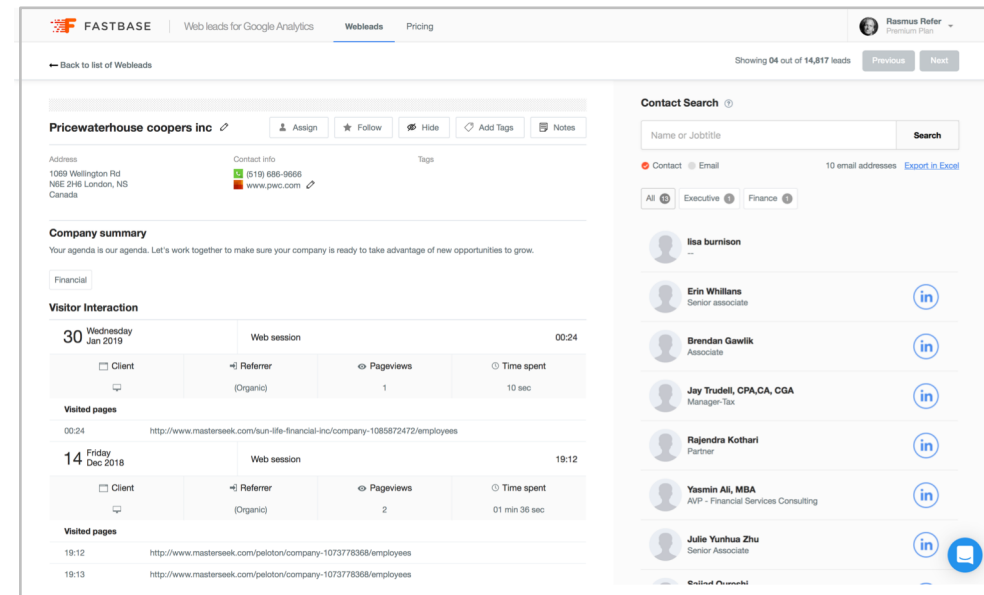 FASTBASE
Web leads for Google Analytics
Webleads
Pricing
Rasmus Refer
Premium Plan
Back to list of Webleads
Showing 04 out of 14,817 leads
Previous
Next
Pricewaterhouse coopers inc
Assign
Follow
Hide
Add Tags
Notes
Address
1069 Wellington Rd
N6E 2H6 London, NS
Canada
Contact info
(519) 686-9666
www.pwc.com
Tags
Company summary
Your agenda is our agenda. Let's work together to make sure your company is ready to take advantage of new opportunities to grow.
Financial
Visitor Interaction
30 Wednesday
Jan 2019
Web session
00:24
Client
Referrer
Pageviews
Time spent
(Organic)
1
10 sec
Visited pages
00:24 http://www.masterseek.com/sun-life-financial-inc/company-1085872472/employees
14 Friday
Dec 2018
Web session
19:12
Client
Referrer
Pageviews
Time spent
(Organic)
2
01 min 36 sec
Visited pages
19:12 http://www.masterseek.com/peloton/company-1073778368/employees
19:13 http://www.masterseek.com/peloton/company-1073778368/employees
Contact Search ?
Name or Jobtitle
Search
Contact
Email
10 email addresses
Export in Excel
All 13
Executive 1
Finance 1
lisa burnison
--
Erin Whillans
Senior associate
in
Brendan Gawlik
Associate
in
Jay Trudell, CPA,CA, CGA
Manager-Tax
in
Rajendra Kothari
Partner
in
Yasmin Ali, MBA
AVP - Financial Services Consulting
in
Julie Yunhua Zhu
Senior Associate
in
Sajjad Qureshi